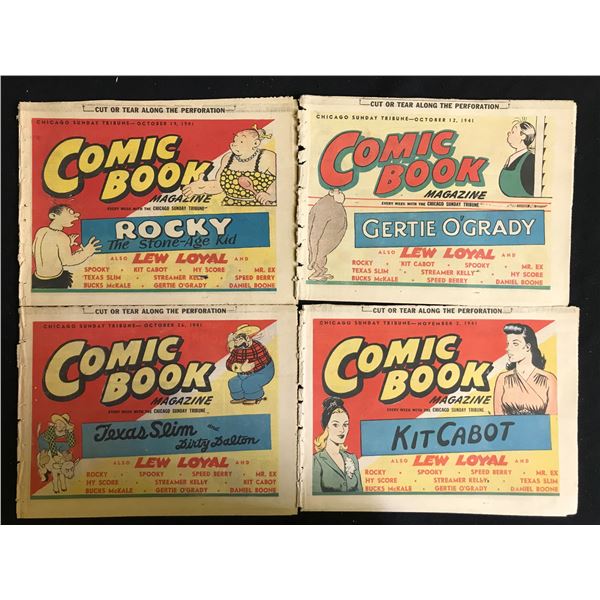 CUT OR TEAR ALONG THE PERFORATION
CHICAGO SUNDAY TRIBUNE—OCTOBER 19, 1941
COMIC BOOK
MAGAZINE
EVERY WEEK WITH THE CHICAGO SUNDAY TRIBUNE
ROCKY
The Stone-Age Kid
ALSO LEW LOYAL AND
SPOOKY • KIT CABOT • HY SCORE • MR. EX
TEXAS SLIM • STREAMER KELLY • SPEED BERRY
BUCKS McKALE • GERTIE O'GRADY • DANIEL BOONE
CUT OR TEAR ALONG THE PERFORATION
CHICAGO SUNDAY TRIBUNE—OCTOBER 12, 1941
COMIC BOOK
MAGAZINE
EVERY WEEK WITH THE CHICAGO SUNDAY TRIBUNE
GERTIE O'GRADY
ALSO LEW LOYAL AND
ROCKY • KIT CABOT • SPOOKY • MR. EX
TEXAS SLIM • STREAMER KELLY • HY SCORE
BUCKS McKALE • SPEED BERRY • DANIEL BOONE
CUT OR TEAR ALONG THE PERFORATION
CHICAGO SUNDAY TRIBUNE—OCTOBER 26, 1941
COMIC BOOK
MAGAZINE
EVERY WEEK WITH THE CHICAGO SUNDAY TRIBUNE
Texas Slim and Dirty Dalton
ALSO LEW LOYAL AND
ROCKY • SPOOKY • SPEED BERRY • MR. EX
HY SCORE • STREAMER KELLY • KIT CABOT
BUCKS McKALE • GERTIE O'GRADY • DANIEL BOONE
CUT OR TEAR ALONG THE PERFORATION
CHICAGO SUNDAY TRIBUNE—NOVEMBER 2, 1941
COMIC BOOK
MAGAZINE
EVERY WEEK WITH THE CHICAGO SUNDAY TRIBUNE
KIT CABOT
ALSO LEW LOYAL AND
ROCKY • SPOOKY • SPEED BERRY • MR. EX
HY SCORE • STREAMER KELLY • TEXAS SLIM
BUCKS McKALE • GERTIE O'GRADY • DANIEL BOONE